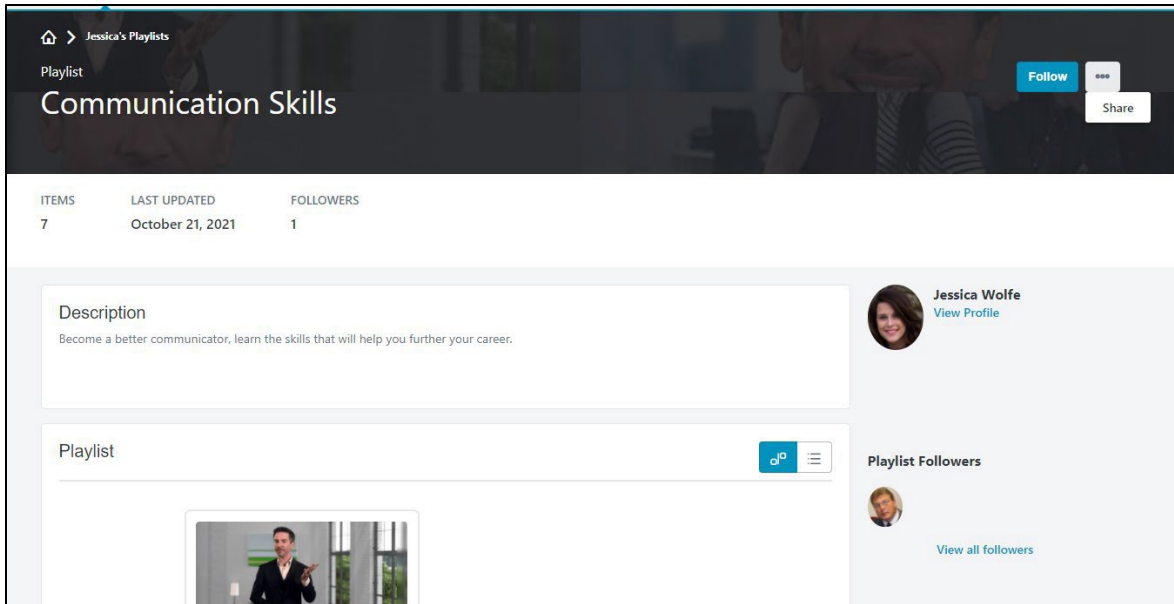 Jessica's Playlists
Playlist
Communication Skills
Follow
Share
ITEMS LAST UPDATED FOLLOWERS
7 October 21, 2021 1
Description
Become a better communicator, learn the skills that will help you further your career.
Jessica Wolfe
View Profile
Playlist
Playlist Followers
View all followers